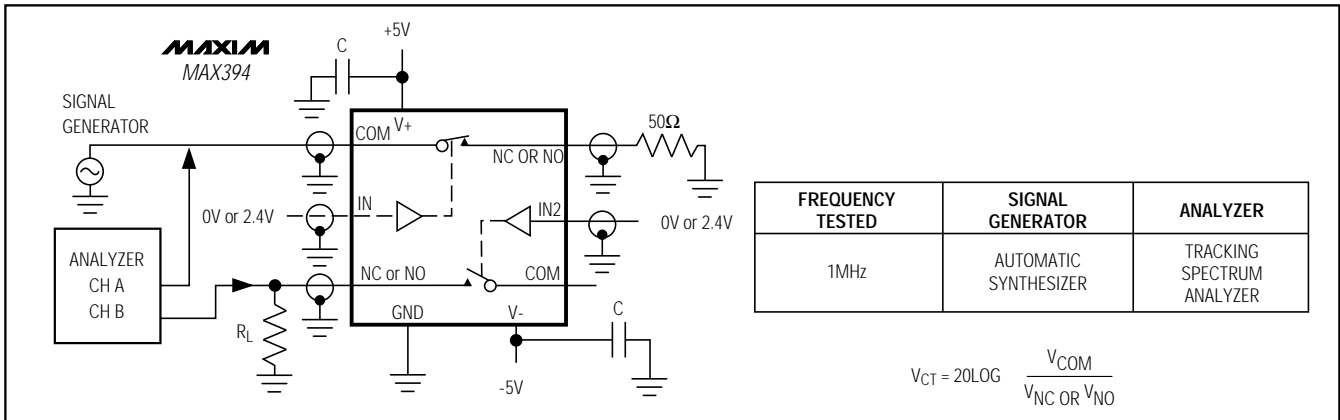 MAXIM
MAX394
+5V
C
SIGNAL
GENERATOR
COM
V+
50Ω
NC OR NO
IN
IN2
0V or 2.4V
0V or 2.4V
ANALYZER
CH A
CH B
NC or NO
COM
RL
GND
V-
C
-5V
FREQUENCY TESTED
SIGNAL GENERATOR
ANALYZER
1MHz
AUTOMATIC SYNTHESIZER
TRACKING SPECTRUM ANALYZER
VCT = 20LOG VCOM
VNC OR VNO